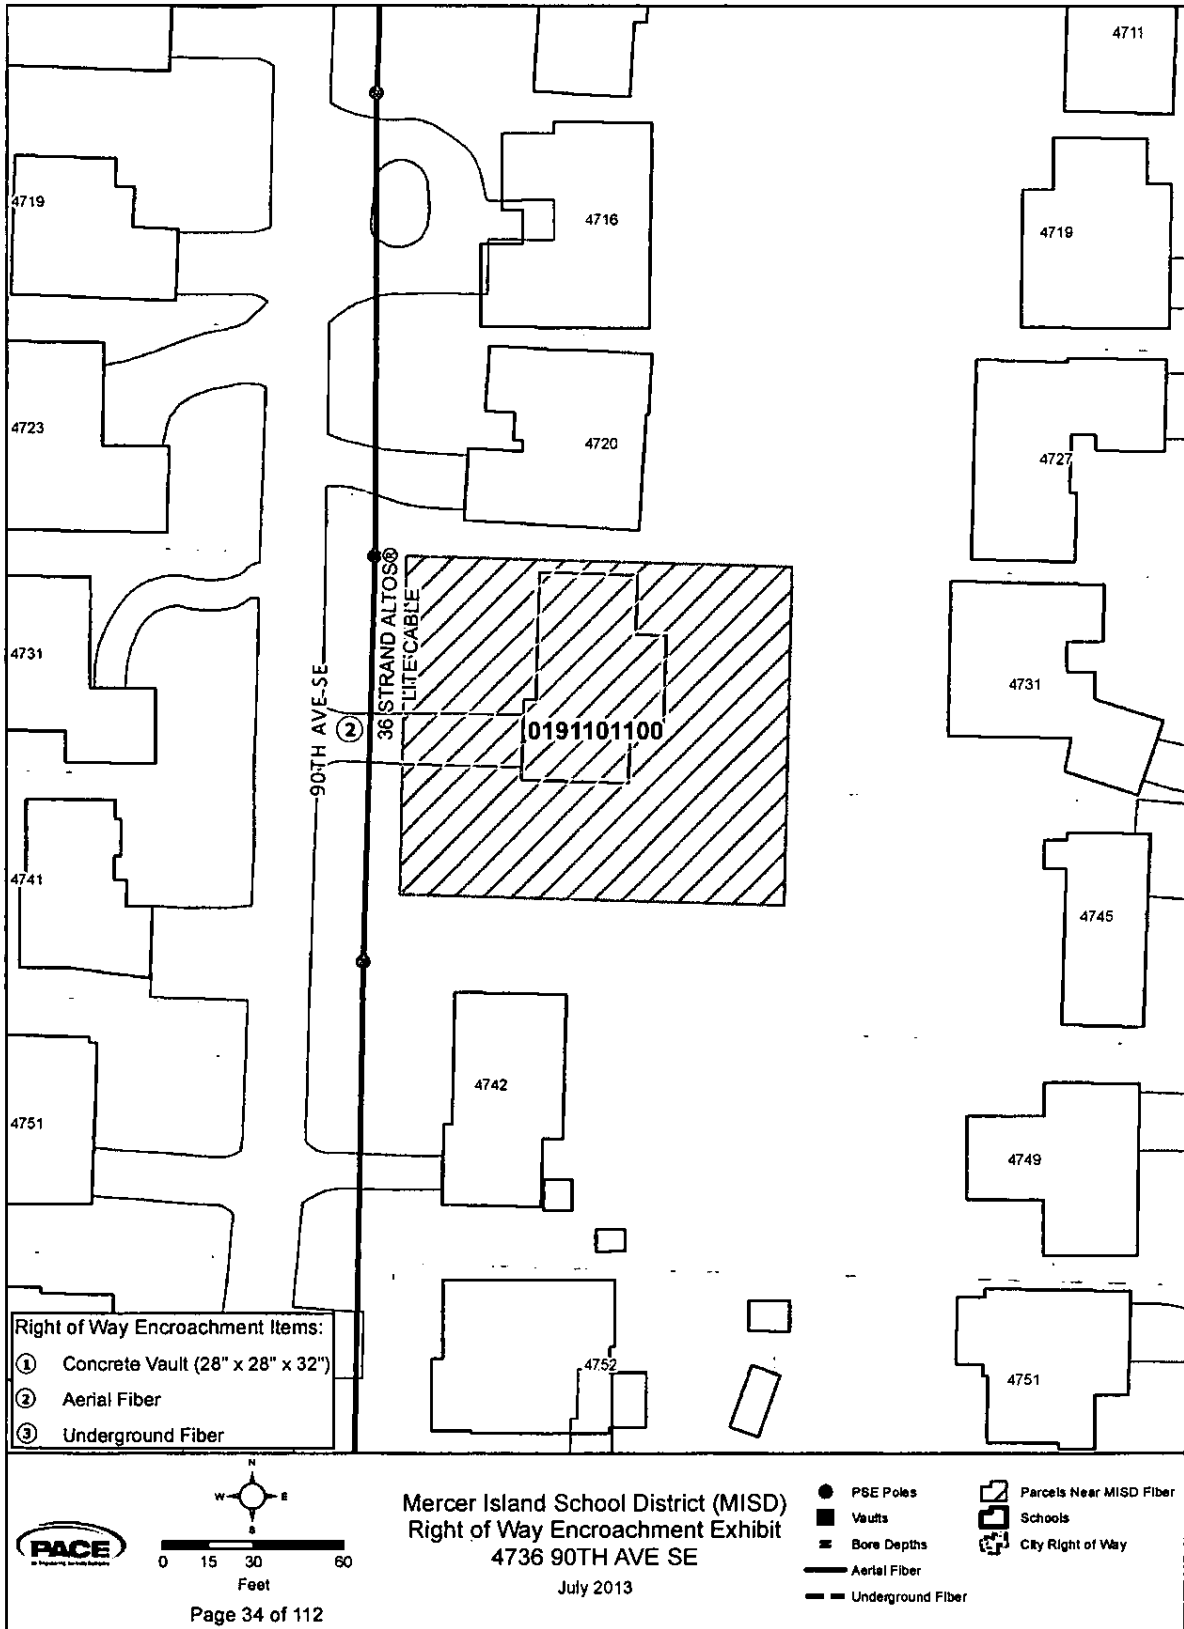 4711
4719
4716
4719
4723
4720
4727
36 STRAND ALTOS®
LITE CABLE
90TH AVE SE
4731
4731
②
0191101100
4741
4745
4742
4751
4749
Right of Way Encroachment Items:
① Concrete Vault (28" x 28" x 32")
② Aerial Fiber
③ Underground Fiber
4752
4751
N
W E
S
PACE
0 15 30 60
Feet
Page 34 of 112
Mercer Island School District (MISD)
Right of Way Encroachment Exhibit
4736 90TH AVE SE
July 2013
PSE Poles
Vaults
Bore Depths
Aerial Fiber
Underground Fiber
Parcels Near MISD Fiber
Schools
City Right of Way